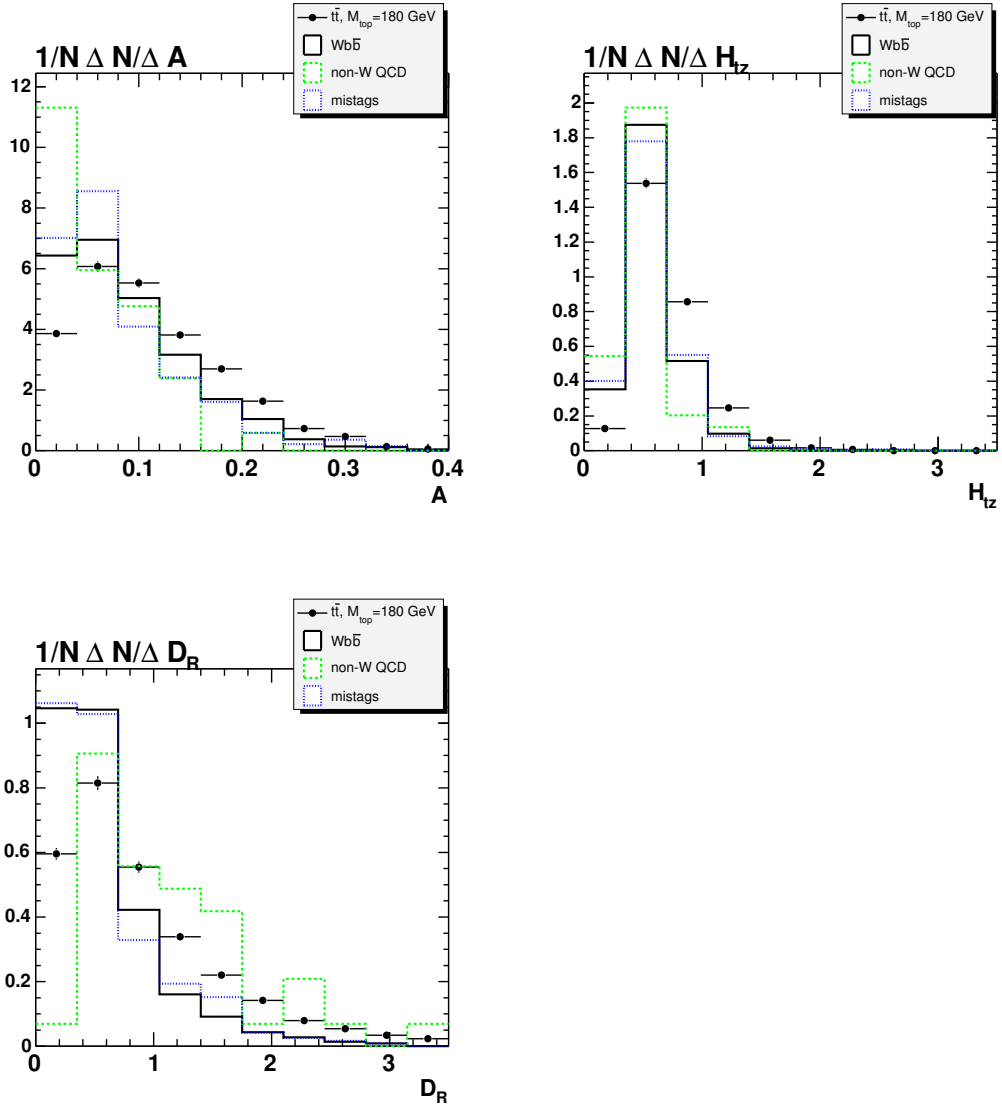 tt̄, M_top=180 GeV
Wbb̄
non-W QCD
mistags
1/N Δ N/Δ A
12
10
8
6
4
2
0
0 0.1 0.2 0.3 0.4
A
tt̄, M_top=180 GeV
Wbb̄
non-W QCD
mistags
1/N Δ N/Δ H_tz
2
1.8
1.6
1.4
1.2
1
0.8
0.6
0.4
0.2
0
0 1 2 3
H_tz
tt̄, M_top=180 GeV
Wbb̄
non-W QCD
mistags
1/N Δ N/Δ D_R
1
0.8
0.6
0.4
0.2
0
0 1 2 3
D_R